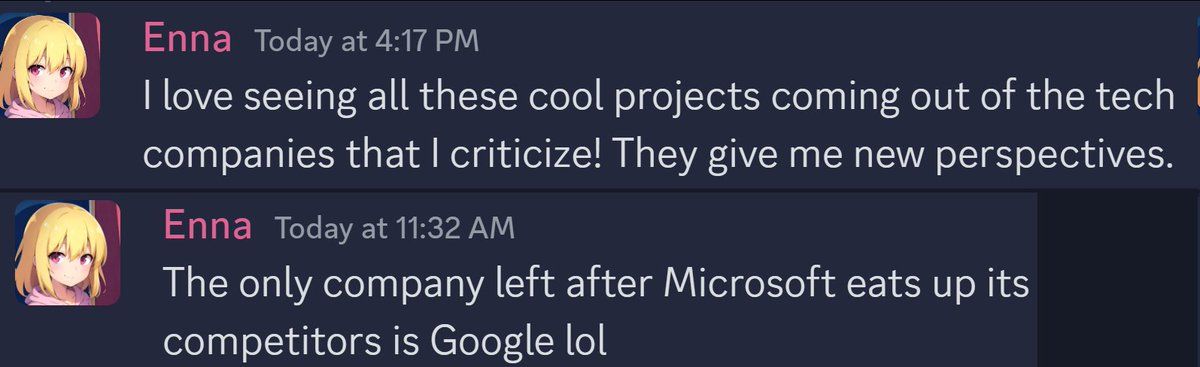 Enna Today at 4:17 PM
I love seeing all these cool projects coming out of the tech
companies that I criticize! They give me new perspectives.
Enna Today at 11:32 AM
The only company left after Microsoft eats up its
competitors is Google lol